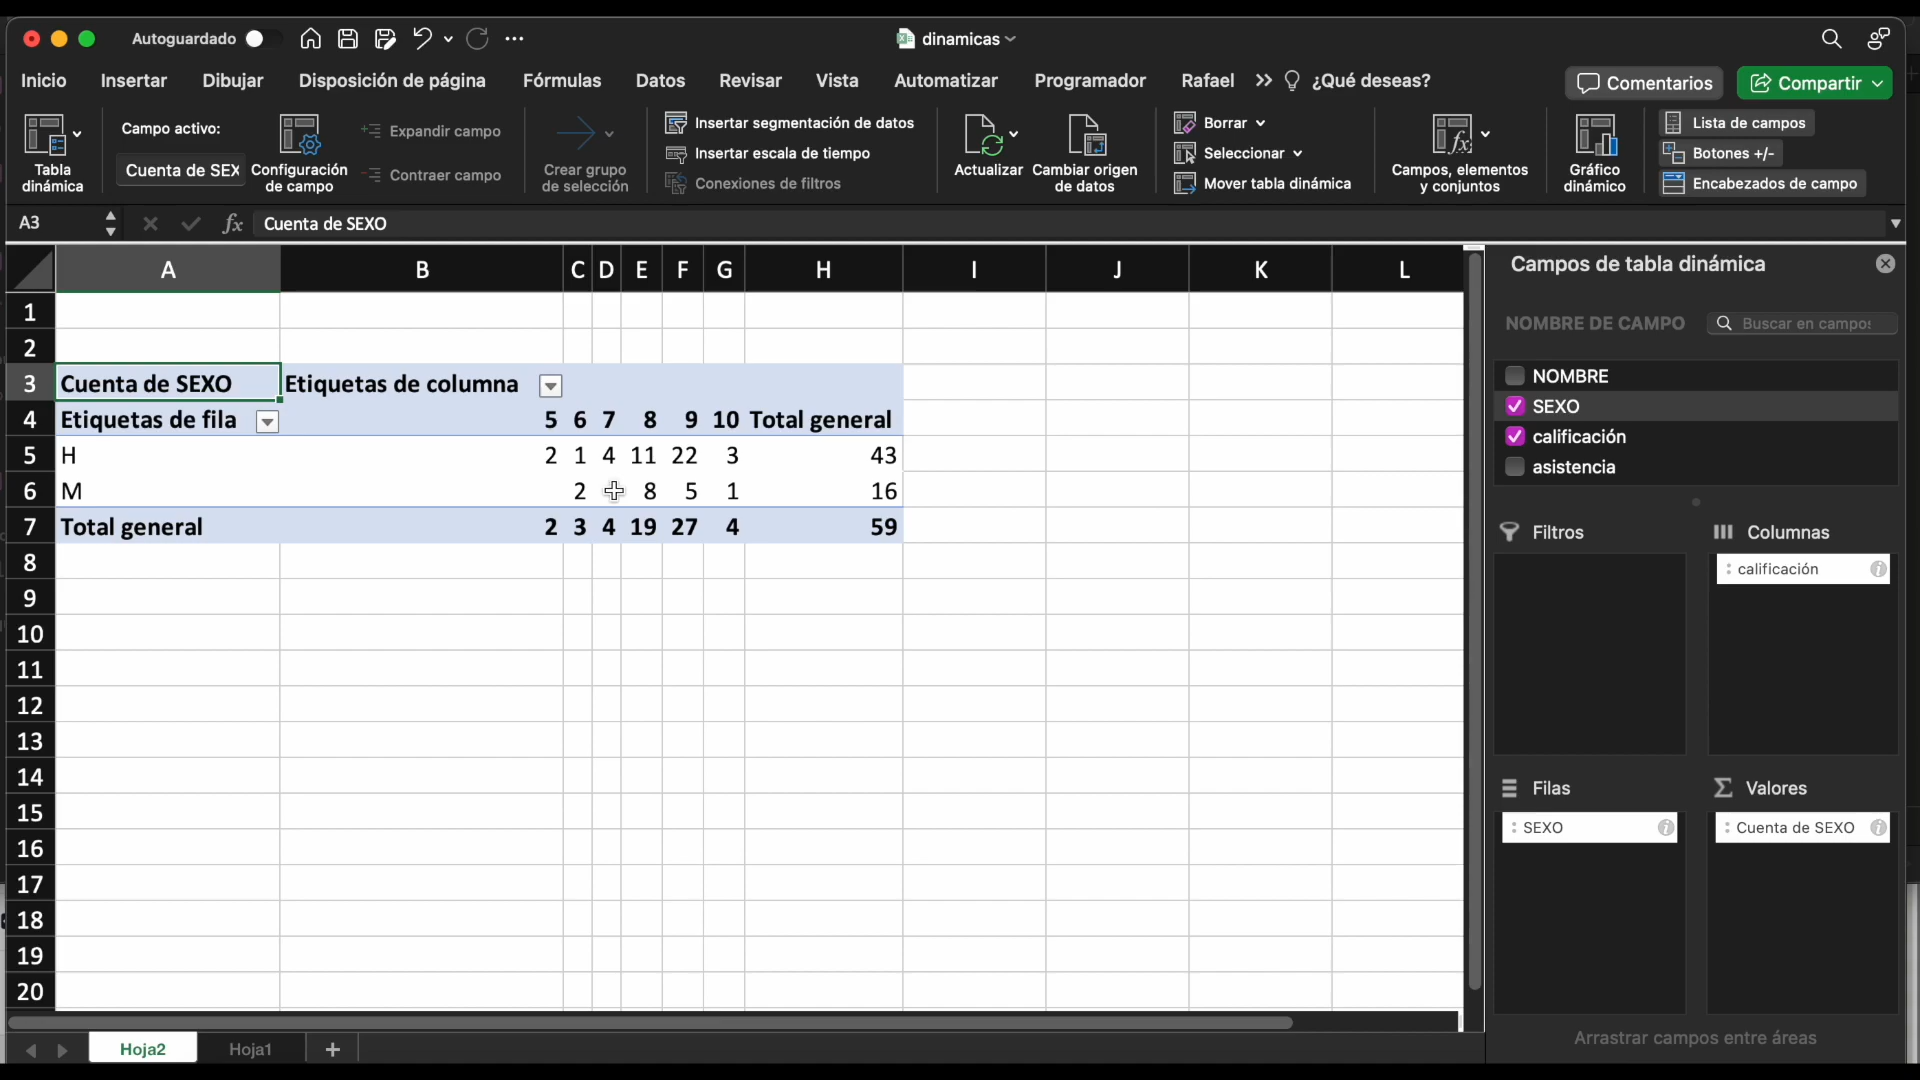 Autoguardado
dinamicas
Inicio Insertar Dibujar Disposición de página Fórmulas Datos Revisar Vista Automatizar Programador Rafael >> ¿Qué deseas? Comentarios Compartir
Tabla
dinámica
Campo activo:
Cuenta de SEX
Configuración
de campo
Expandir campo
Contraer campo
Crear grupo
de selección
Insertar segmentación de datos
Insertar escala de tiempo
Conexiones de filtros
Actualizar
Cambiar origen
de datos
Borrar
Seleccionar
Mover tabla dinámica
Campos, elementos
y conjuntos
Gráfico
dinámico
Lista de campos
Botones +/-
Encabezados de campo
A3 fx Cuenta de SEXO
A B C D E F G H I J K L
1
2
3 Cuenta de SEXO Etiquetas de columna
4 Etiquetas de fila 5 6 7 8 9 10 Total general
5 H 2 1 4 11 22 3 43
6 M 2 8 5 1 16
7 Total general 2 3 4 19 27 4 59
8
9
10
11
12
13
14
15
16
17
18
19
20
Hoja2 Hoja1 +
Campos de tabla dinámica
NOMBRE DE CAMPO Buscar en campos
NOMBRE
SEXO
calificación
asistencia
Filtros
Columnas
calificación
Filas
SEXO
Valores
Cuenta de SEXO
Arrastrar campos entre áreas